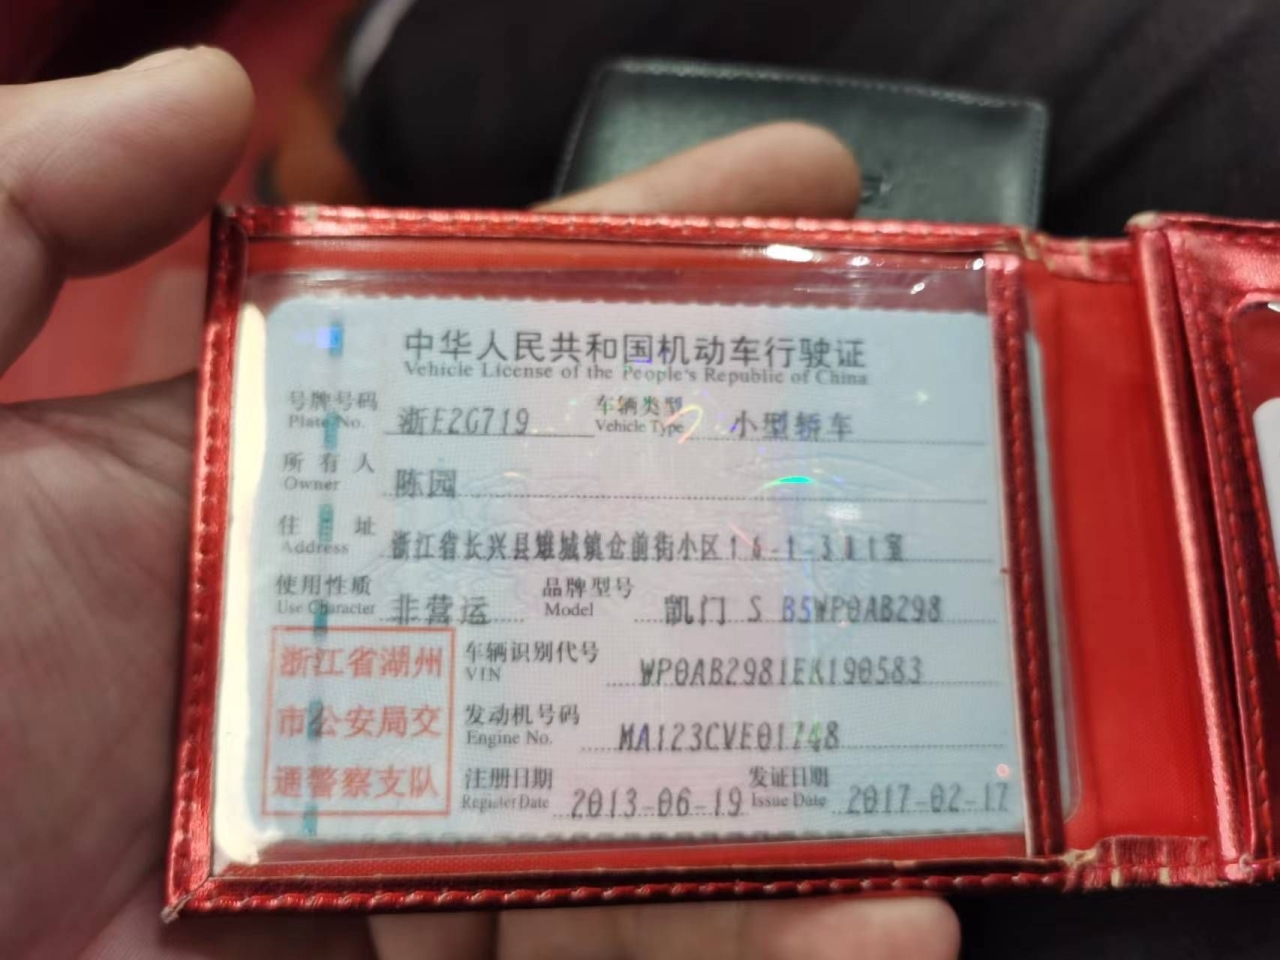 中华人民共和国机动车行驶证
Vehicle License of the People's Republic of China
号牌号码 浙E2G719 车辆类型 小型轿车
Plate No. Vehicle Type
所有人 陈园
Owner
住址 浙江省长兴县雉城镇仓前街小区16-1-311室
Address
使用性质 非营运 品牌型号 凯门 S B5WP0AB298
Use Character Model
浙江省湖州
市公安局交
通警察支队
车辆识别代号 WP0AB2981EK190583
VIN
发动机号码 MA123CVE01748
Engine No.
注册日期 2013-06-19 发证日期 2017-02-17
Register Date Issue Date